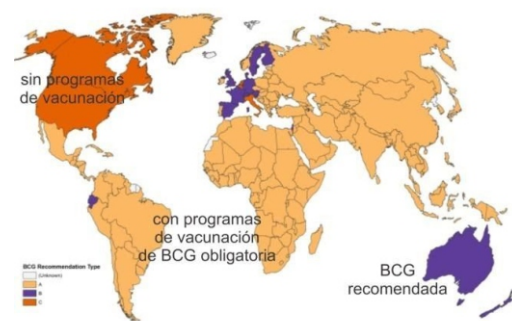 sin programas
de vacunación
con programas
de vacunación
de BCG obligatoria
BCG
recomendada
BCG Recommendation Type
(Unknown)
A
B
C